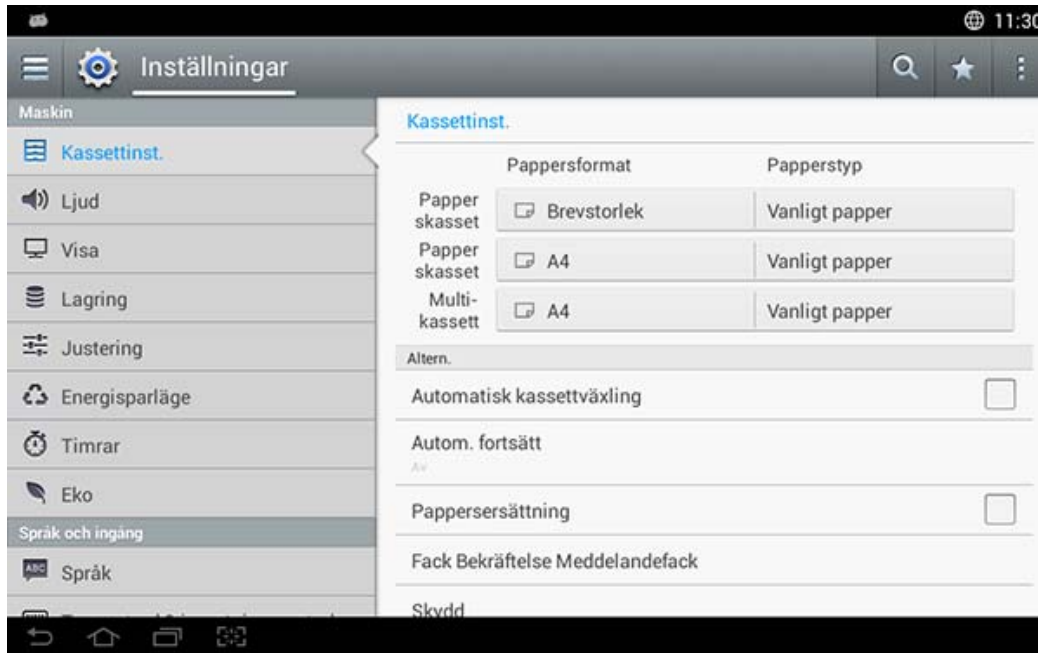 11:30
Inställningar
Maskin
Kassettinst.
Ljud
Visa
Lagring
Justering
Energisparläge
Timrar
Eko
Språk och ingång
ABC
Språk
Kassettinst.
Pappersformat Papperstyp
Papper
skasset
Brevstorlek Vanligt papper
Papper
skasset
A4 Vanligt papper
Multi-
kassett
A4 Vanligt papper
Altern.
Automatisk kassettväxling
Autom. fortsätt
Av
Pappersersättning
Fack Bekräftelse Meddelandefack
Skydd